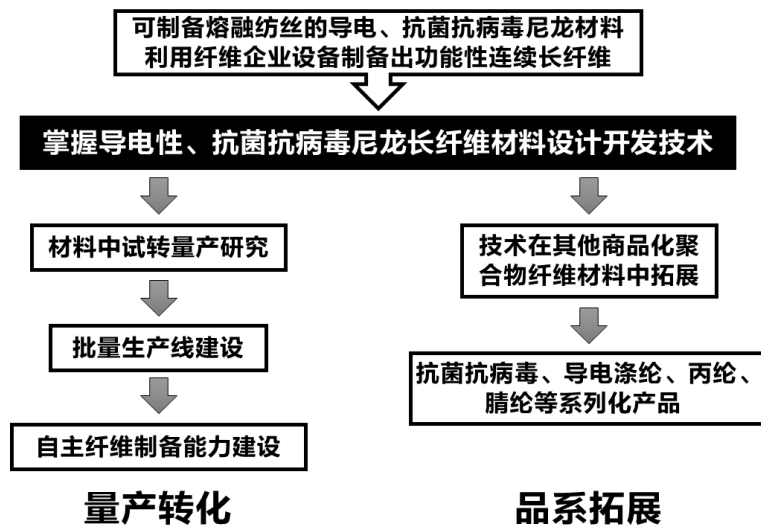 可制备熔融纺丝的导电、抗菌抗病毒尼龙材料
利用纤维企业设备制备出功能性连续长纤维
掌握导电性、抗菌抗病毒尼龙长纤维材料设计开发技术
材料中试转量产研究
批量生产线建设
自主纤维制备能力建设
量产转化
技术在其他商品化聚
合物纤维材料中拓展
抗菌抗病毒、导电涤纶、丙纶、
腈纶等系列化产品
品系拓展